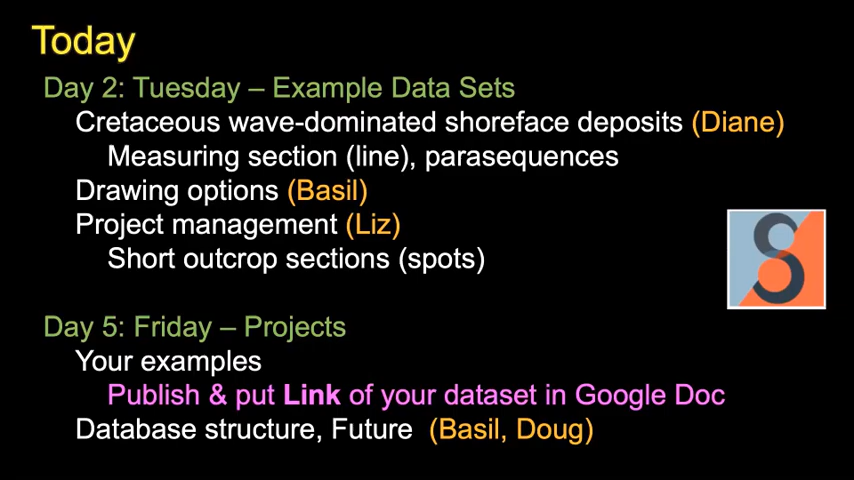 Today
Day 2: Tuesday – Example Data Sets
Cretaceous wave-dominated shoreface deposits (Diane)
Measuring section (line), parasequences
Drawing options (Basil)
Project management (Liz)
Short outcrop sections (spots)
Day 5: Friday – Projects
Your examples
Publish & put Link of your dataset in Google Doc
Database structure, Future (Basil, Doug)